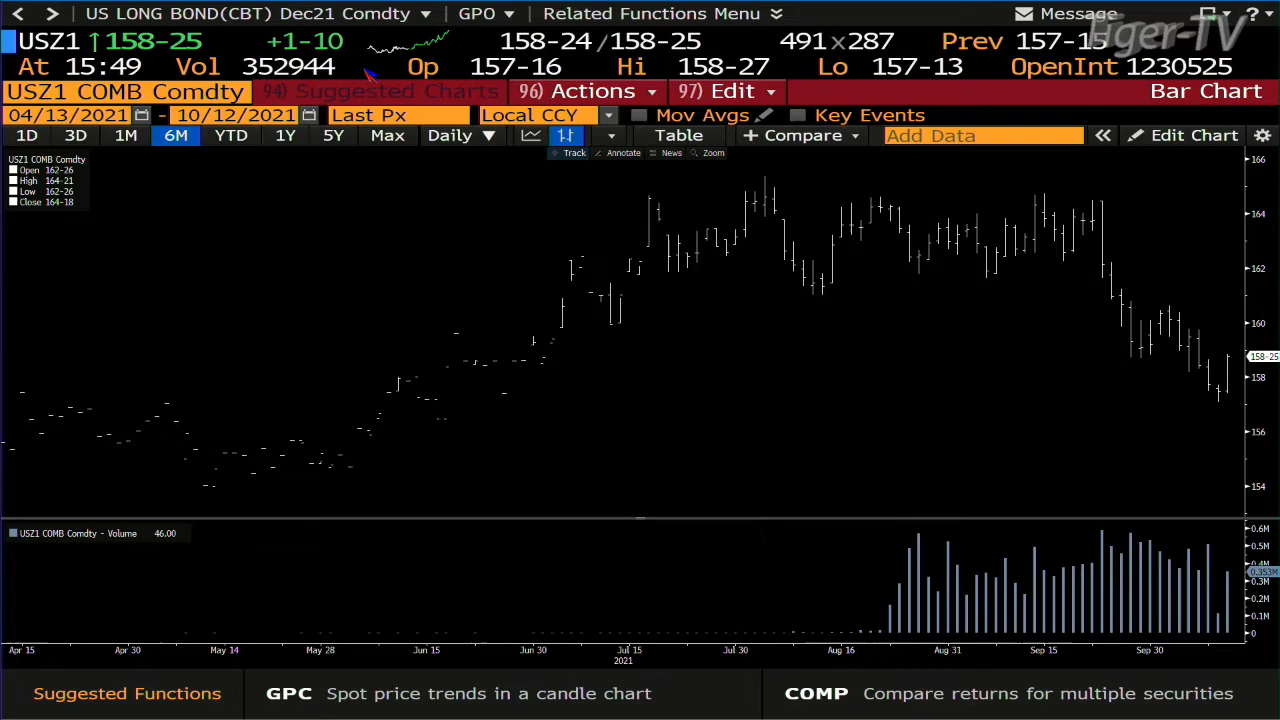 < > US LONG BOND(CBT) Dec21 Comdty ▼ GPO ▼ Related Functions Menu Message ?
USZ1 ↑158-25 +1-10 158-24/158-25 491×287 Prev 157-15
Tiger-TV
At 15:49 Vol 352944 Op 157-16 Hi 158-27 Lo 157-13 OpenInt 1230525
USZ1 COMB Comdty 94) Suggested Charts 96) Actions 97) Edit Bar Chart
04/13/2021 - 10/12/2021 Last Px Local CCY Mov Avgs Key Events
1D 3D 1M 6M YTD 1Y 5Y Max Daily ▼ Table + Compare Add Data « Edit Chart
Track Annotate News Zoom
USZ1 COMB Comdty
Open 162-26
High 164-21
Low 162-26
Close 164-18
166
164
162
160
158-25
158
156
154
USZ1 COMB Comdty - Volume 46.00
0.6M
0.5M
0.4M
0.353M
0.3M
0.2M
0.1M
0
Apr 15 Apr 30 May 14 May 28 Jun 15 Jun 30 Jul 15 Jul 30 Aug 16 Aug 31 Sep 15 Sep 30
2021
Suggested Functions GPC Spot price trends in a candle chart COMP Compare returns for multiple securities